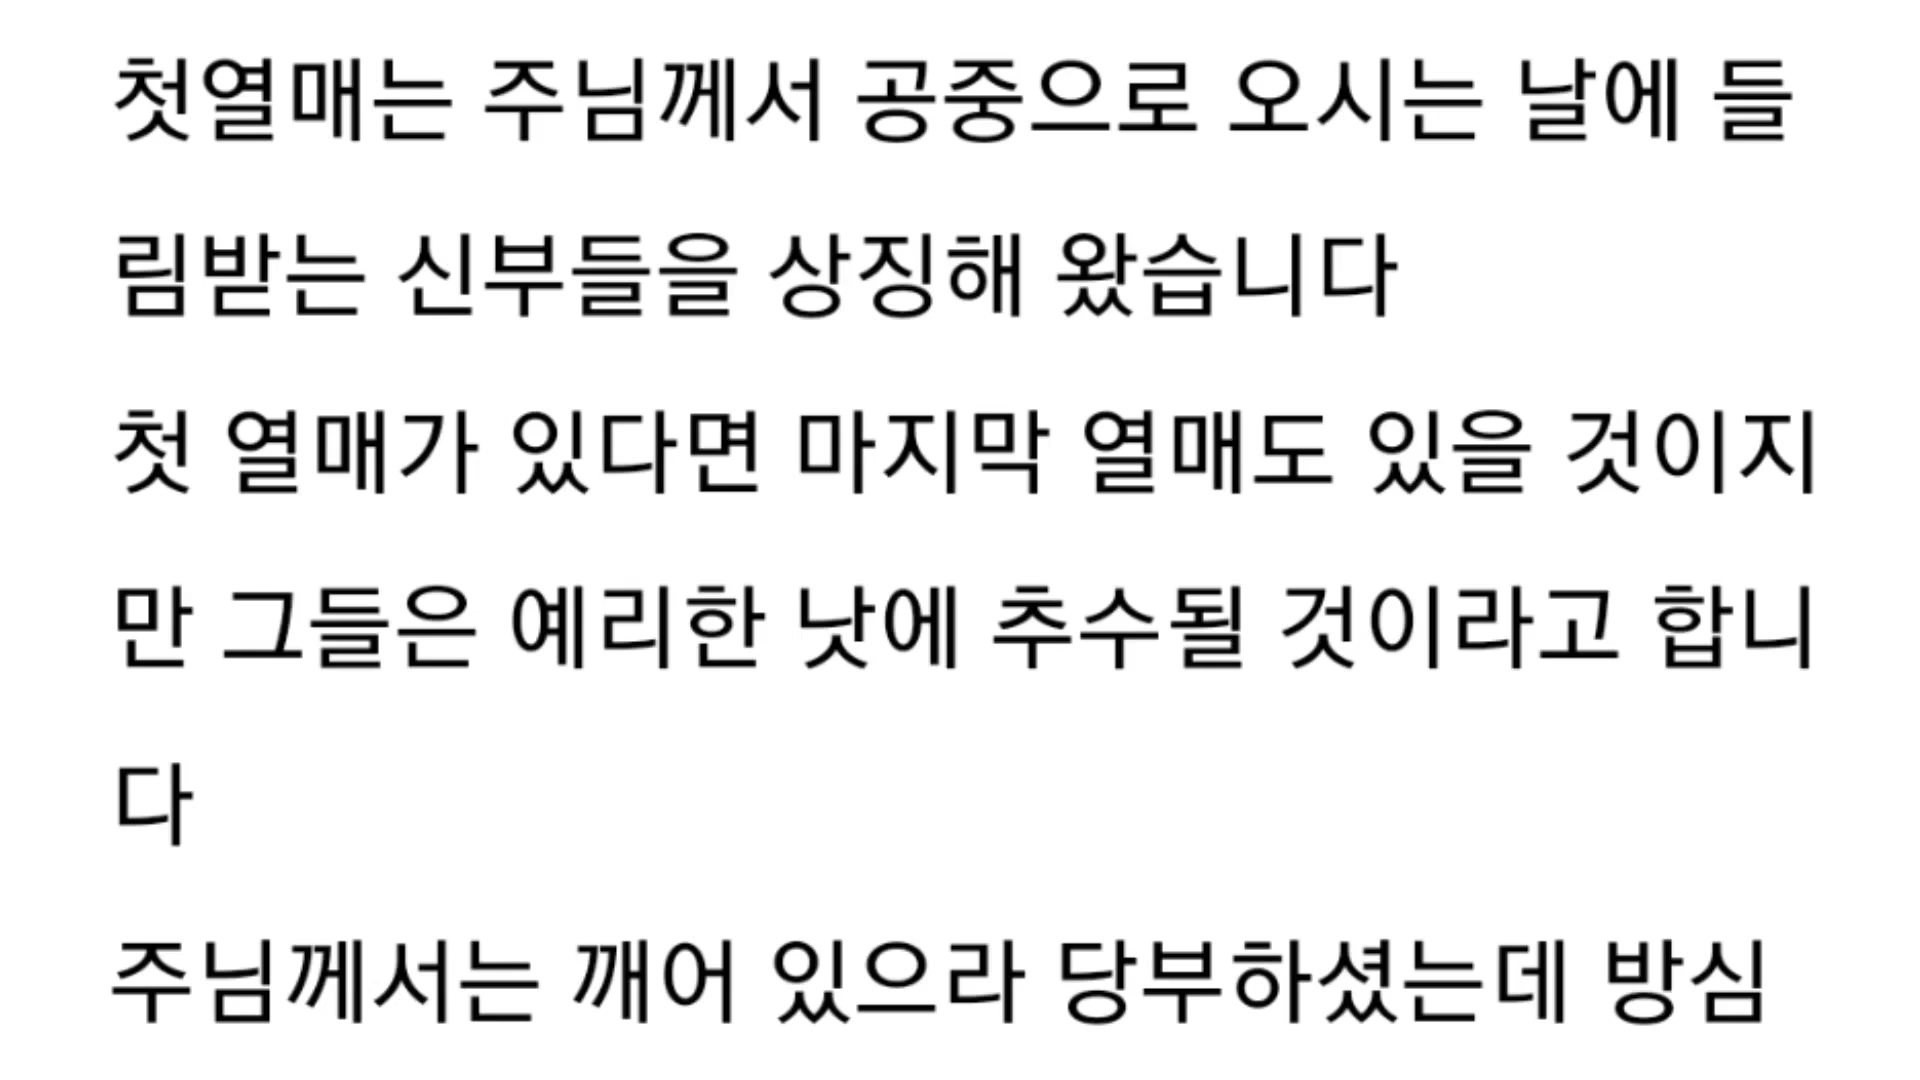 첫열매는 주님께서 공중으로 오시는 날에 들
림받는 신부들을 상징해 왔습니다
첫 열매가 있다면 마지막 열매도 있을 것이지
만 그들은 예리한 낫에 추수될 것이라고 합니
다
주님께서는 깨어 있으라 당부하셨는데 방심